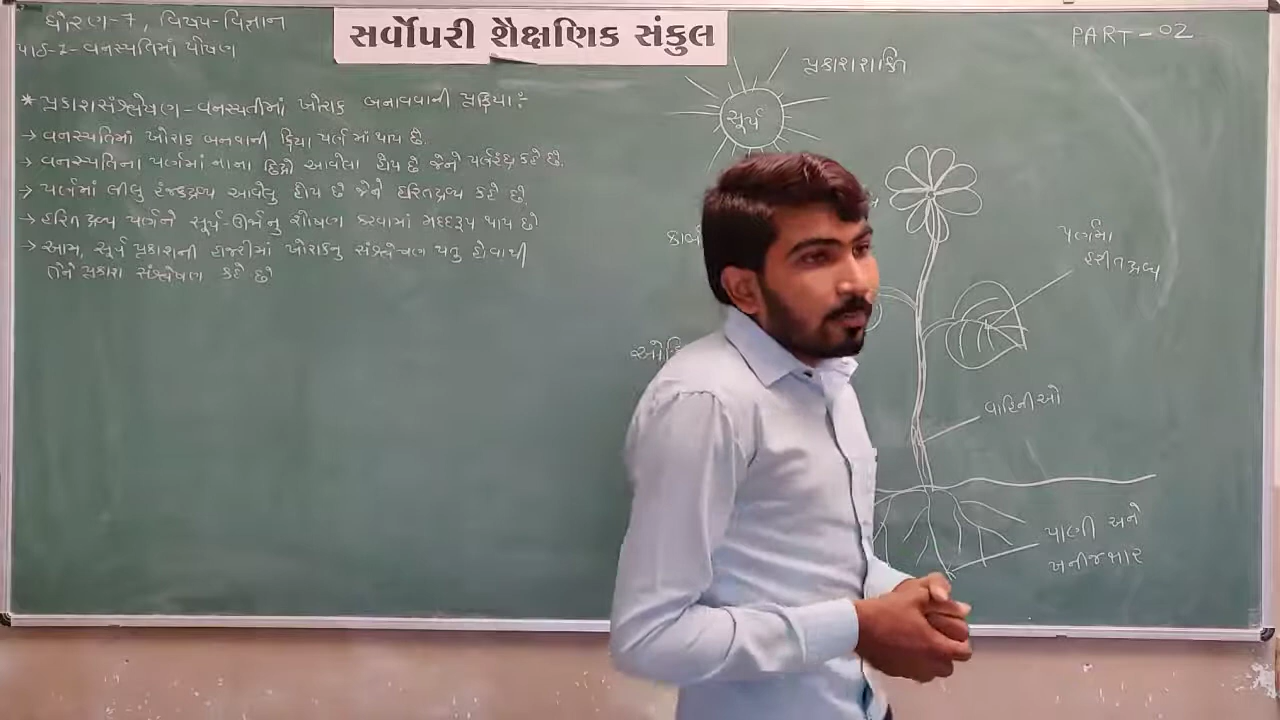 ધોરણ-7, વિષય-વિજ્ઞાન
પાઠ-2-વનસ્પતિમાં પોષણ
સર્વોપરી શૈક્ષણિક સંકુલ
PART-02
* પ્રકાશસંશ્લેષણ-વનસ્પતીમાં ખોરાક બનાવવાની પ્રક્રિયા:-
→ વનસ્પતિમાં ખોરાક બનવાની ક્રિયા પર્ણ માં થાય છે.
→ વનસ્પતિના પર્ણમાં નાના છિદ્રો આવેલા હોય છે જેને પર્ણરંધ્ર કહે છે.
→ પર્ણમાં લીલુ રંજકદ્રવ્ય આવેલુ હોય છે જેને હરિતદ્રવ્ય કહે છે.
→ હરિતદ્રવ્ય પર્ણને સૂર્ય-ઊર્જાનુ શોષણ કરવામાં મદદરૂપ થાય છે
→ આમ, સૂર્ય પ્રકાશની હાજરીમાં ખોરાકનુ સંશ્લેષણ થતુ હોવાથી
તેને પ્રકાશ સંશ્લેષણ કહે છે
પ્રકાશશક્તિ
સૂર્ય
પર્ણના
હરીતદ્રવ્ય
વાહિનીઓ
પાણી અને
ખનીજક્ષાર